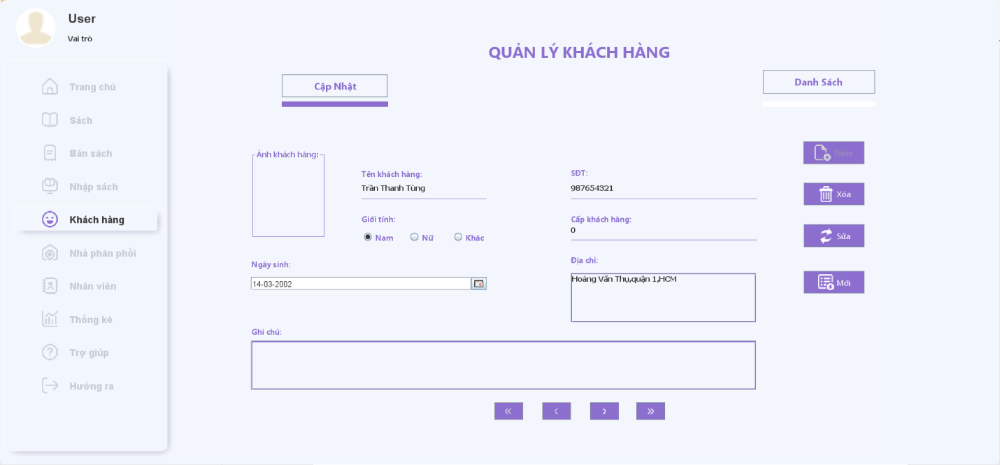 User
Vai trò
Trang chủ
Sách
Bán sách
Nhập sách
Khách hàng
Nhà phân phối
Nhân viên
Thống kê
Trợ giúp
Hướng ra
QUẢN LÝ KHÁCH HÀNG
Cập Nhật
Danh Sách
Ảnh khách hàng:
Tên khách hàng:
Trần Thanh Tùng
SĐT:
987654321
Giới tính:
Nam Nữ Khác
Cấp khách hàng:
0
Ngày sinh:
14-03-2002
Địa chỉ:
Hoàng Văn Thụ,quận 1,HCM
Ghi chú:
Thêm
Xóa
Sửa
Mới
« ‹ › »